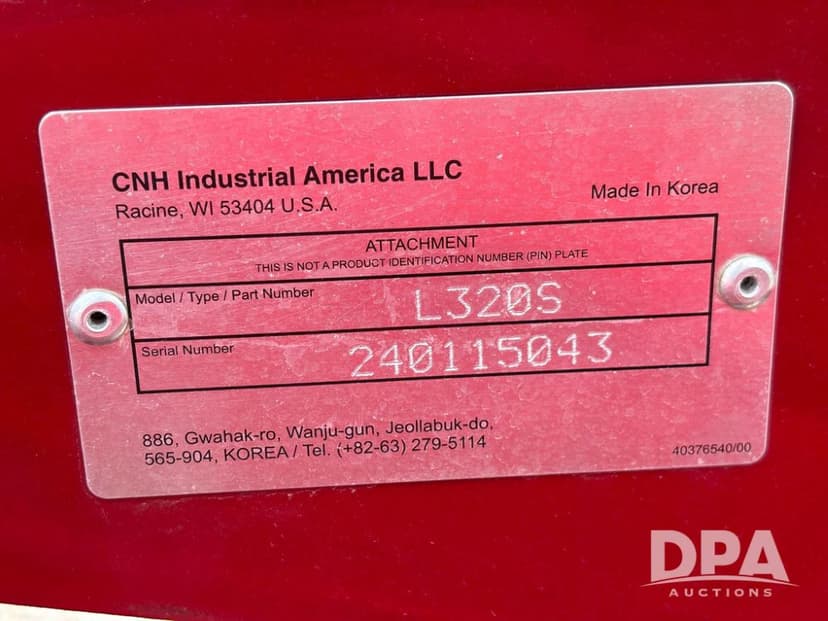 CNH Industrial America LLC
Racine, WI 53404 U.S.A.
Made In Korea
ATTACHMENT
THIS IS NOT A PRODUCT IDENTIFICATION NUMBER (PIN) PLATE
Model / Type / Part Number
L320S
Serial Number
240115043
886, Gwahak-ro, Wanju-gun, Jeollabuk-do,
565-904, KOREA / Tel. (+82-63) 279-5114
40376540/00
DPA
AUCTIONS